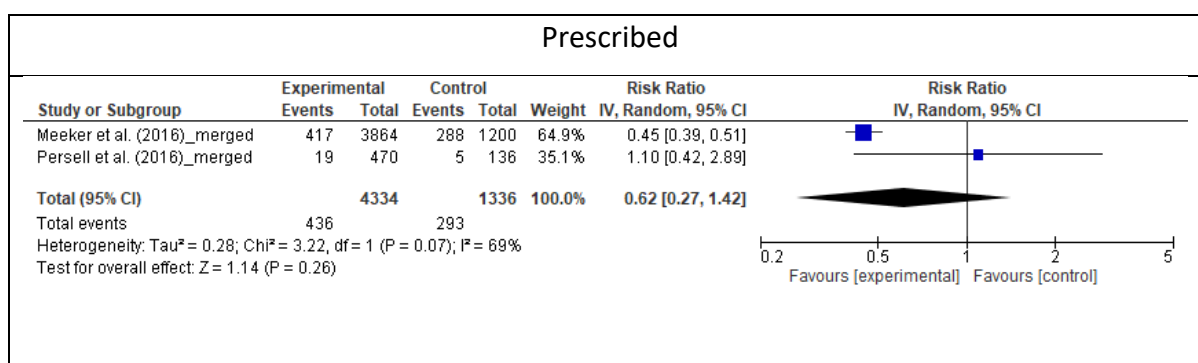 Prescribed
Experimental Control Risk Ratio Risk Ratio
Study or Subgroup Events Total Events Total Weight IV, Random, 95% CI IV, Random, 95% CI
Meeker et al. (2016)_merged 417 3864 288 1200 64.9% 0.45 [0.39, 0.51]
Persell et al. (2016)_merged 19 470 5 136 35.1% 1.10 [0.42, 2.89]
Total (95% CI) 4334 1336 100.0% 0.62 [0.27, 1.42]
Total events 436 293
Heterogeneity: Tau² = 0.28; Chi² = 3.22, df = 1 (P = 0.07); I² = 69%
Test for overall effect: Z = 1.14 (P = 0.26)
0.2 0.5 1 2 5
Favours [experimental] Favours [control]